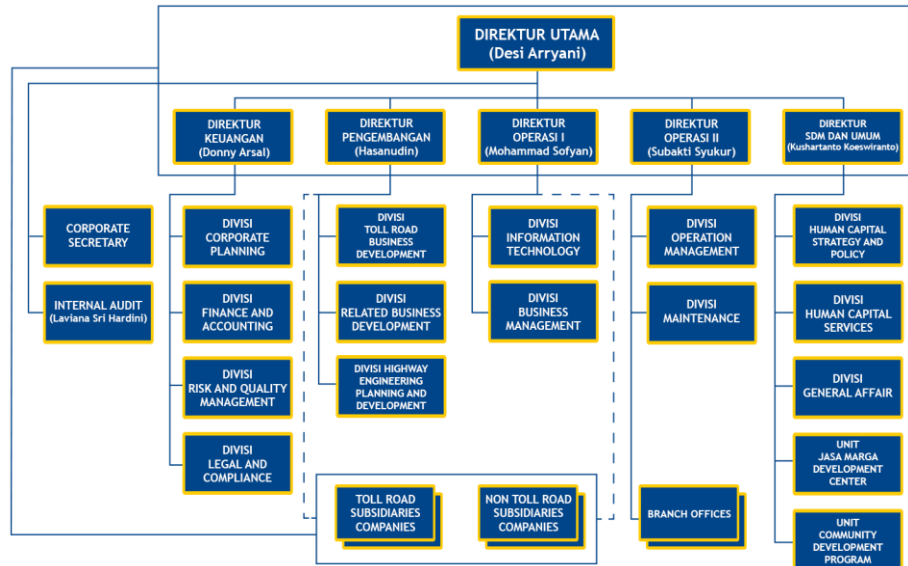 DIREKTUR UTAMA
(Desi Arryani)
DIREKTUR
KEUANGAN
(Donny Arsal)
DIREKTUR
PENGEMBANGAN
(Hasanudin)
DIREKTUR
OPERASI I
(Mohammad Sofyan)
DIREKTUR
OPERASI II
(Subakti Syukur)
DIREKTUR
SDM DAN UMUM
(Kushartanto Koeswiranto)
CORPORATE
SECRETARY
INTERNAL AUDIT
(Laviana Sri Hardini)
DIVISI
CORPORATE
PLANNING
DIVISI
FINANCE AND
ACCOUNTING
DIVISI
RISK AND QUALITY
MANAGEMENT
DIVISI
LEGAL AND
COMPLIANCE
DIVISI
TOLL ROAD
BUSINESS
DEVELOPMENT
DIVISI
RELATED BUSINESS
DEVELOPMENT
DIVISI HIGHWAY
ENGINEERING
PLANNING AND
DEVELOPMENT
DIVISI
INFORMATION
TECHNOLOGY
DIVISI
BUSINESS
MANAGEMENT
DIVISI
OPERATION
MANAGEMENT
DIVISI
MAINTENANCE
DIVISI
HUMAN CAPITAL
STRATEGY AND
POLICY
DIVISI
HUMAN CAPITAL
SERVICES
DIVISI
GENERAL AFFAIR
UNIT
JASA MARGA
DEVELOPMENT
CENTER
UNIT
COMMUNITY
DEVELOPMENT
PROGRAM
TOLL ROAD
SUBSIDIARIES
COMPANIES
NON TOLL ROAD
SUBSIDIARIES
COMPANIES
BRANCH OFFICES